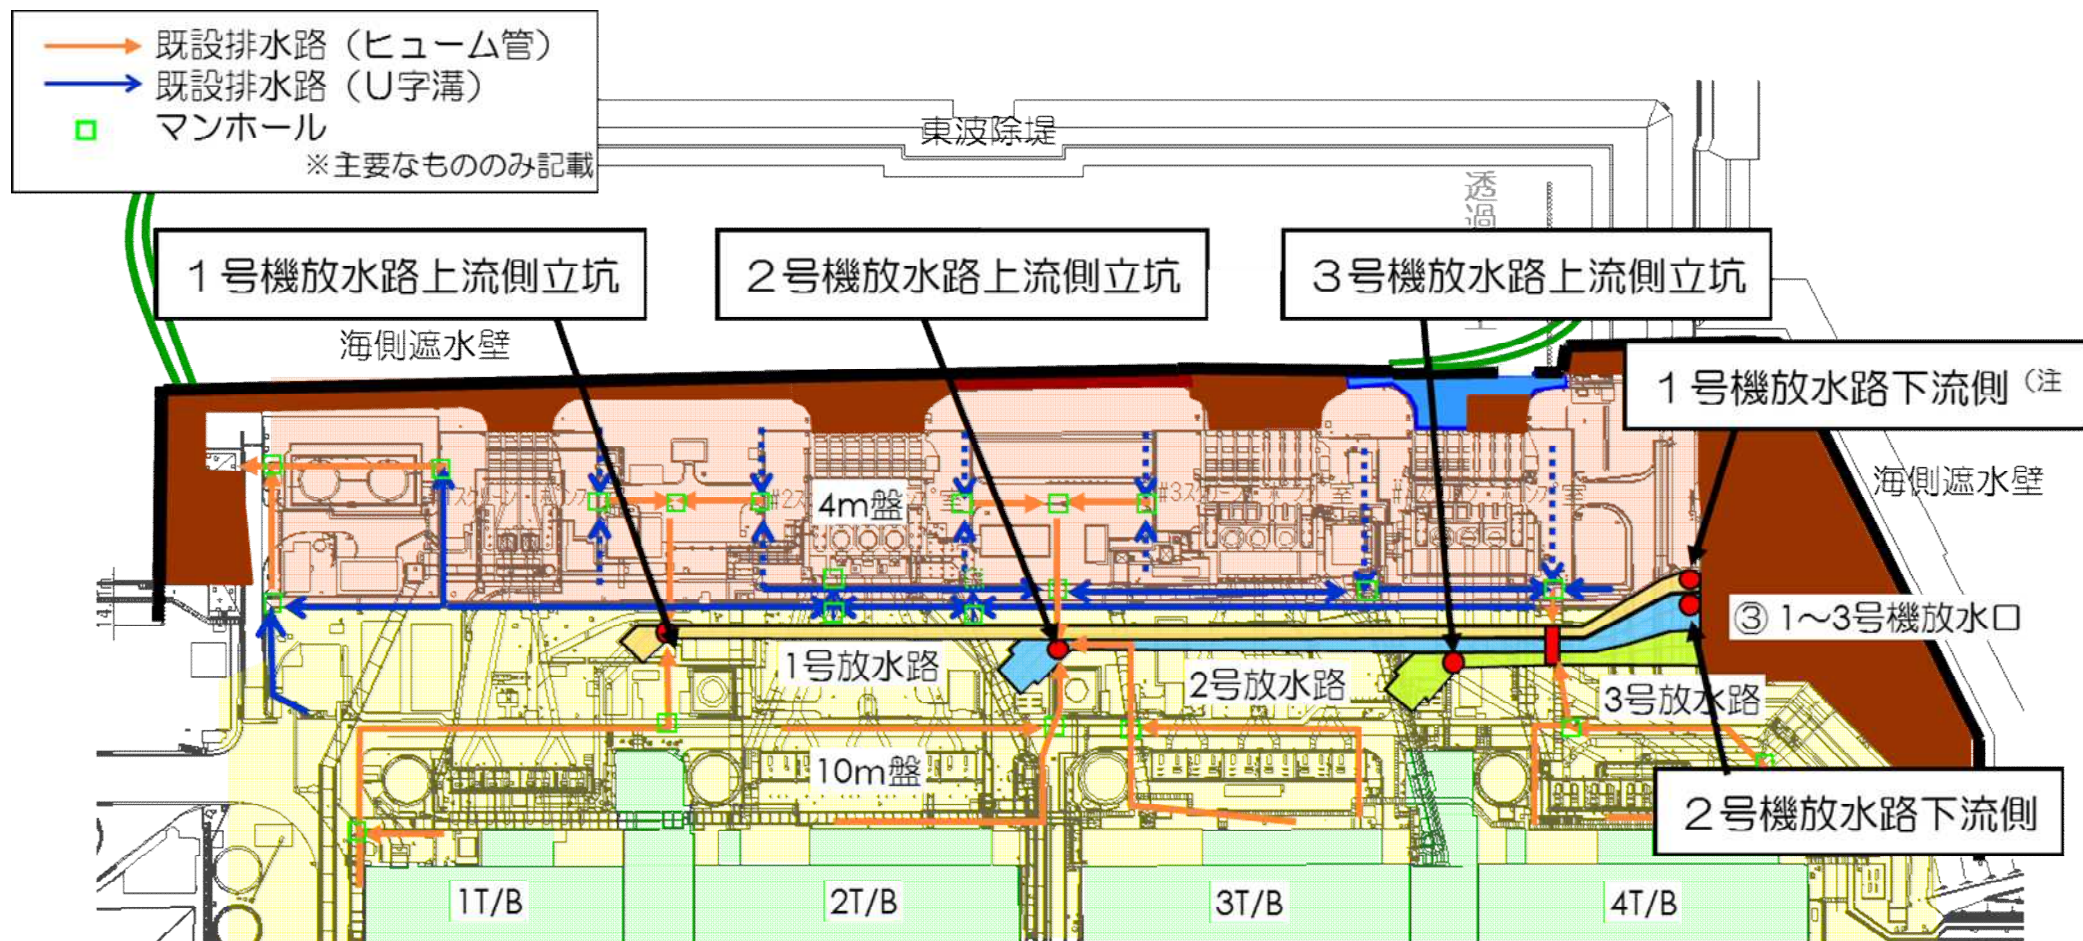 既設排水路（ヒューム管）
既設排水路（Ｕ字溝）
マンホール
※主要なもののみ記載
東波除堤
透過
１号機放水路上流側立坑
２号機放水路上流側立坑
３号機放水路上流側立坑
海側遮水壁
１号機放水路下流側（注
海側遮水壁
4m盤
③ 1～3号機放水口
1号放水路
2号放水路
3号放水路
10m盤
２号機放水路下流側
1T/B
2T/B
3T/B
4T/B